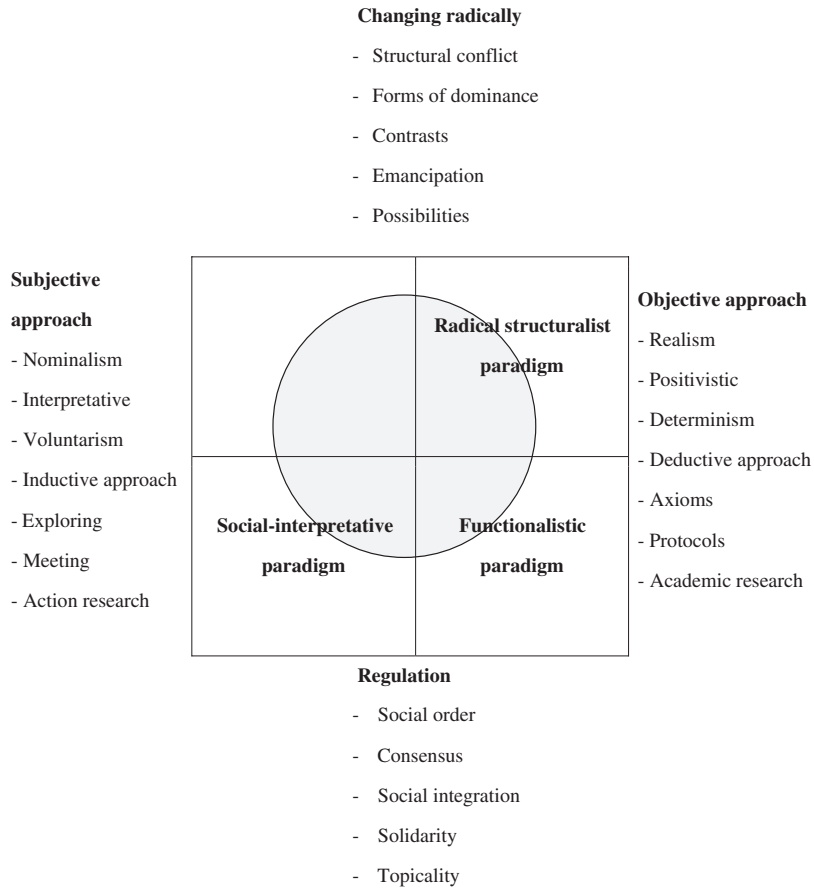 Changing radically
- Structural conflict
- Forms of dominance
- Contrasts
- Emancipation
- Possibilities
Subjective
approach
- Nominalism
- Interpretative
- Voluntarism
- Inductive approach
- Exploring
- Meeting
- Action research
Radical structuralist
paradigm
Social-interpretative
paradigm
Functionalistic
paradigm
Objective approach
- Realism
- Positivistic
- Determinism
- Deductive approach
- Axioms
- Protocols
- Academic research
Regulation
- Social order
- Consensus
- Social integration
- Solidarity
- Topicality